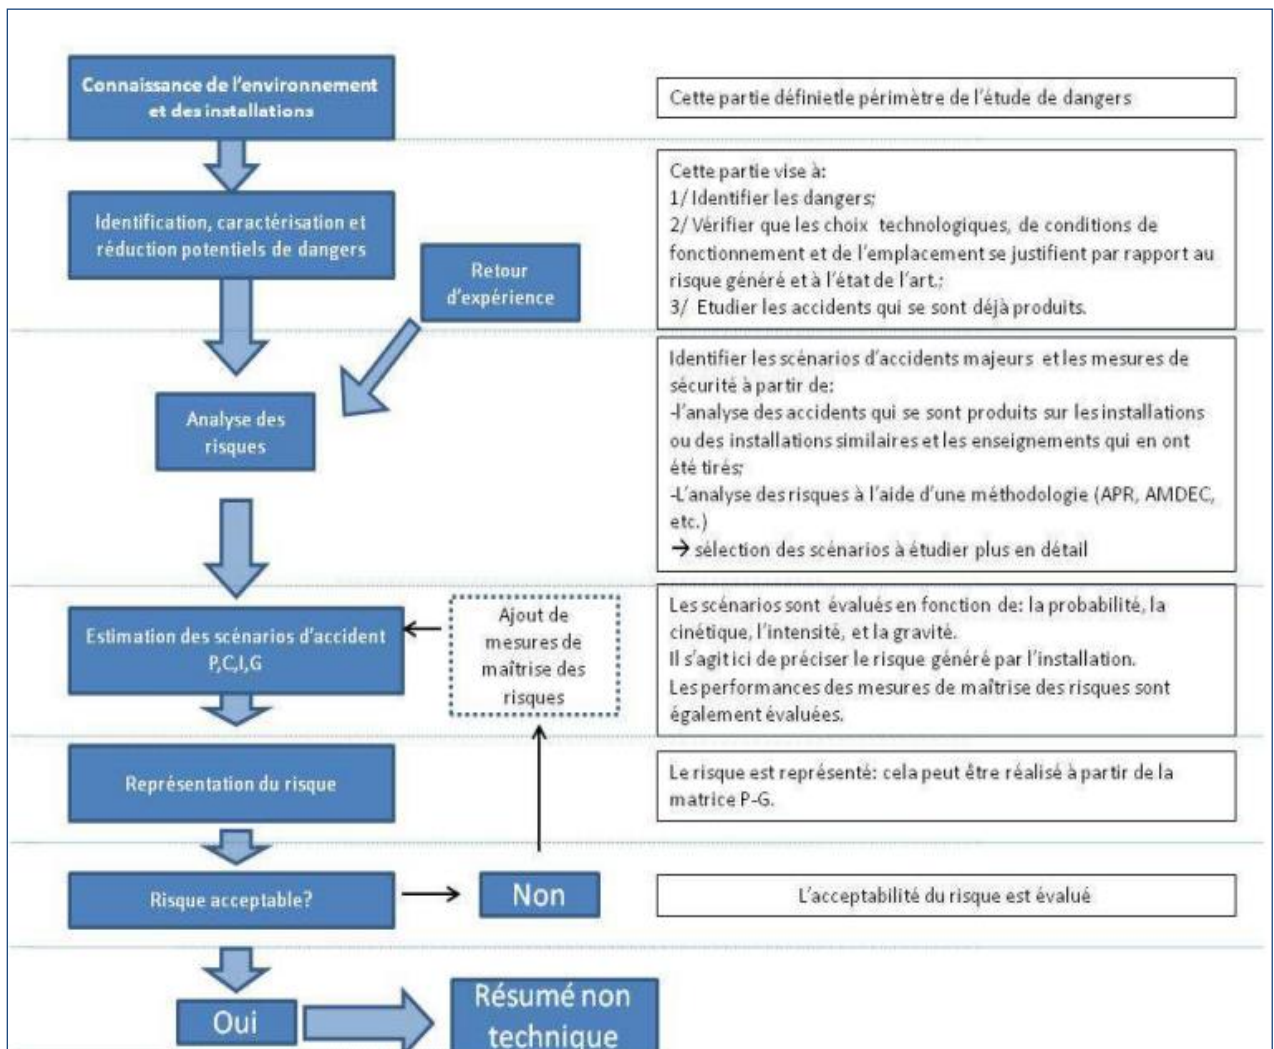 Connaissance de l'environnement
et des installations
Cette partie définietle périmètre de l'étude de dangers
Identification, caractérisation et
réduction potentiels de dangers
Retour
d'expérience
Cette partie vise à:
1/ Identifier les dangers;
2/ Vérifier que les choix technologiques, de conditions de
fonctionnement et de l'emplacement se justifient par rapport au
risque généré et à l'état de l'art.;
3/ Etudier les accidents qui se sont déjà produits.
Analyse des
risques
Identifier les scénarios d'accidents majeurs et les mesures de
sécurité à partir de:
-l'analyse des accidents qui se sont produits sur les installations
ou des installations similaires et les enseignements qui en ont
été tirés;
-L'analyse des risques à l'aide d'une méthodologie (APR, AMDEC,
etc.)
→ sélection des scénarios à étudier plus en détail
Estimation des scénarios d'accident
P,C,I,G
Ajout de
mesures de
maîtrise des
risques
Les scénarios sont évalués en fonction de: la probabilité, la
cinétique, l'intensité, et la gravité.
Il s'agit ici de préciser le risque généré par l'installation.
Les performances des mesures de maîtrise des risques sont
également évaluées.
Représentation du risque
Le risque est représenté: cela peut être réalisé à partir de la
matrice P-G.
Risque acceptable?
Non
L'acceptabilité du risque est évalué
Oui
Résumé non
technique